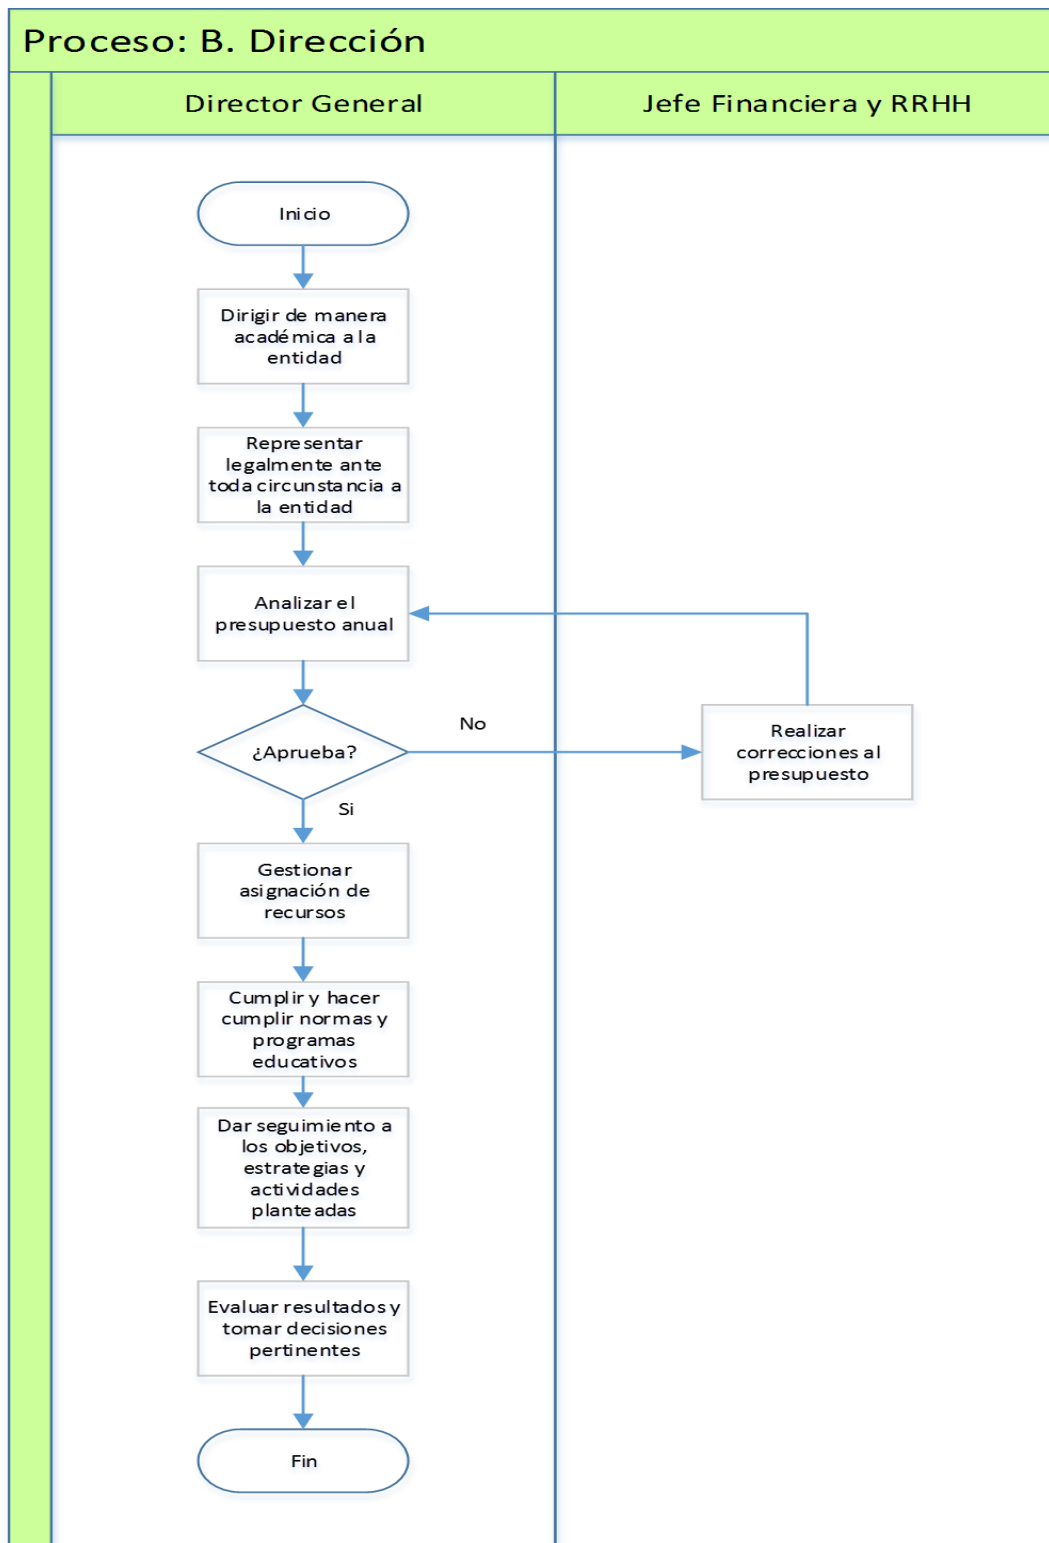 Proceso: B. Dirección
Director General
Jefe Financiera y RRHH
Inicio
Dirigir de manera
académica a la
entidad
Representar
legalmente ante
toda circunstancia a
la entidad
Analizar el
presupuesto anual
¿Aprueba?
No
Realizar
correcciones al
presupuesto
Si
Gestionar
asignación de
recursos
Cumplir y hacer
cumplir normas y
programas
educativos
Dar seguimiento a
los objetivos,
estrategias y
actividades
planteadas
Evaluar resultados y
tomar decisiones
pertinentes
Fin